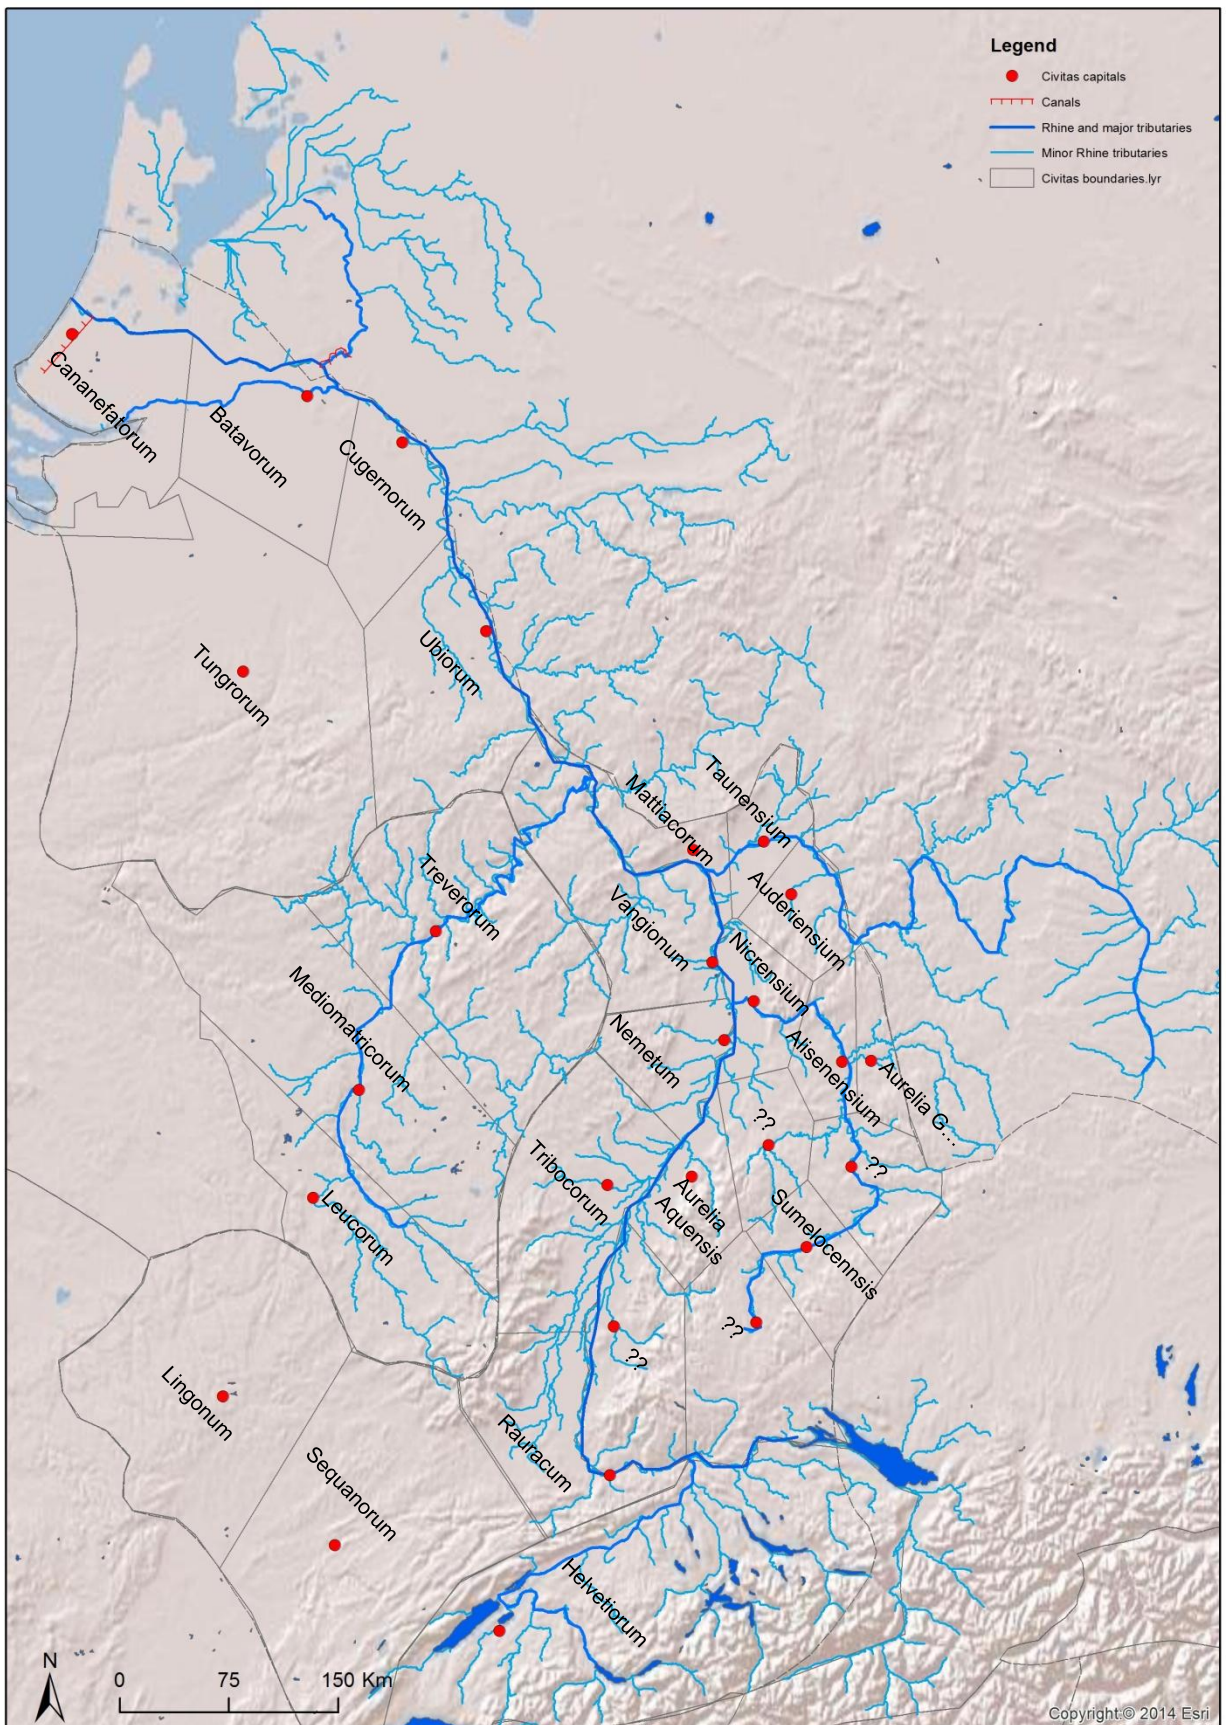 Legend
Civitas capitals
Canals
Rhine and major tributaries
Minor Rhine tributaries
Civitas boundaries.lyr
Cananefatorum
Batavorum
Cugernorum
Ubiorum
Tungrorum
Taunensium
Mattiacorum
Treverorum
Auderiensium
Vangionum
Nicrensium
Mediomatricorum
Nemetum
Alisenensium
Aurelia G...
??
??
Tribocorum
Aurelia
Aquensis
Sumelocennsis
Leucorum
??
??
Lingonum
Rauracum
Sequanorum
Helvetiorum
N
0 75 150 Km
Copyright:© 2014 Esri